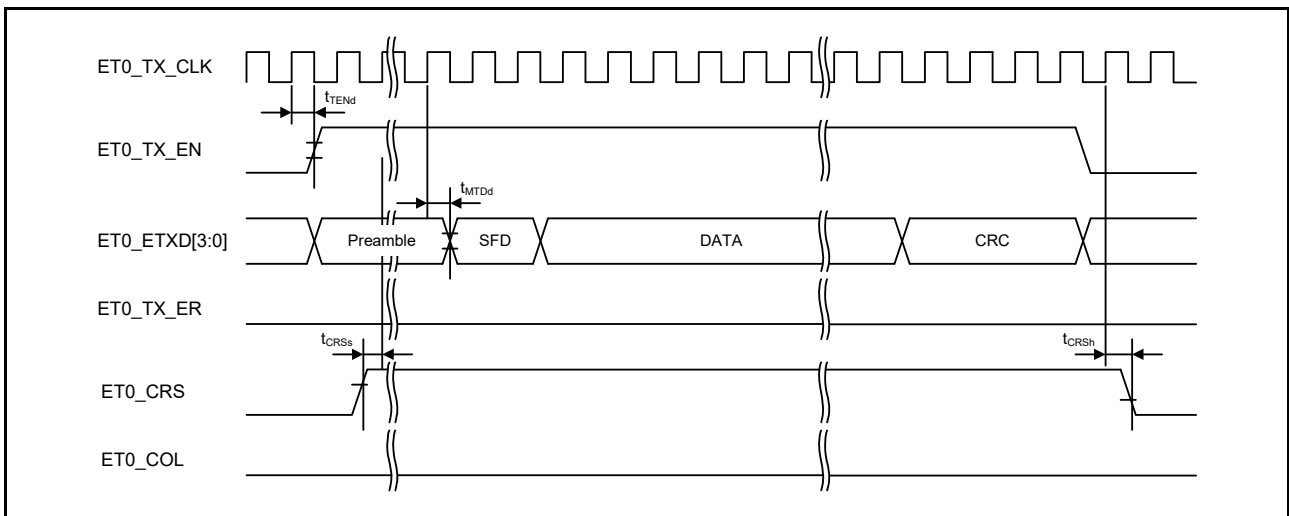 ET0_TX_CLK
tTENd
ET0_TX_EN
tMTDd
ET0_ETXD[3:0]
Preamble
SFD
DATA
CRC
ET0_TX_ER
tCRSs
tCRSh
ET0_CRS
ET0_COL